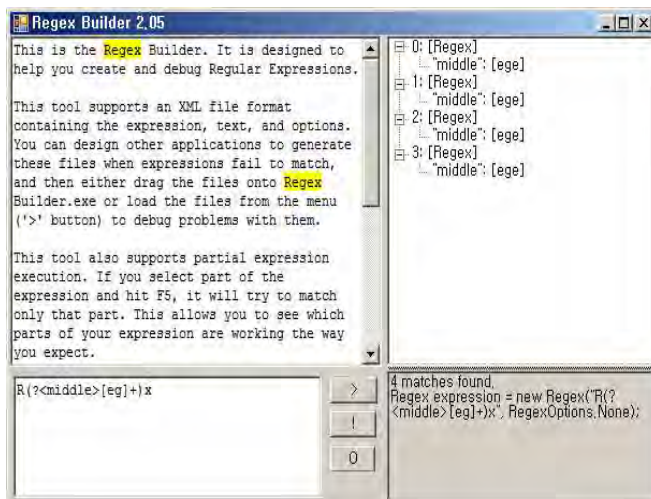 Regex Builder 2.05
This is the Regex Builder. It is designed to
help you create and debug Regular Expressions.
This tool supports an XML file format
containing the expression, text, and options.
You can design other applications to generate
these files when expressions fail to match,
and then either drag the files onto Regex
Builder.exe or load the files from the menu
('>' button) to debug problems with them.
This tool also supports partial expression
execution. If you select part of the
expression and hit F5, it will try to match
only that part. This allows you to see which
parts of your expression are working the way
you expect.
0: [Regex]
"middle": [ege]
1: [Regex]
"middle": [ege]
2: [Regex]
"middle": [ege]
3: [Regex]
"middle": [ege]
R(?<middle>[eg]+)x
>
!
O
4 matches found,
Regex expression = new Regex("R(?
<middle>[eg]+)x", RegexOptions.None);